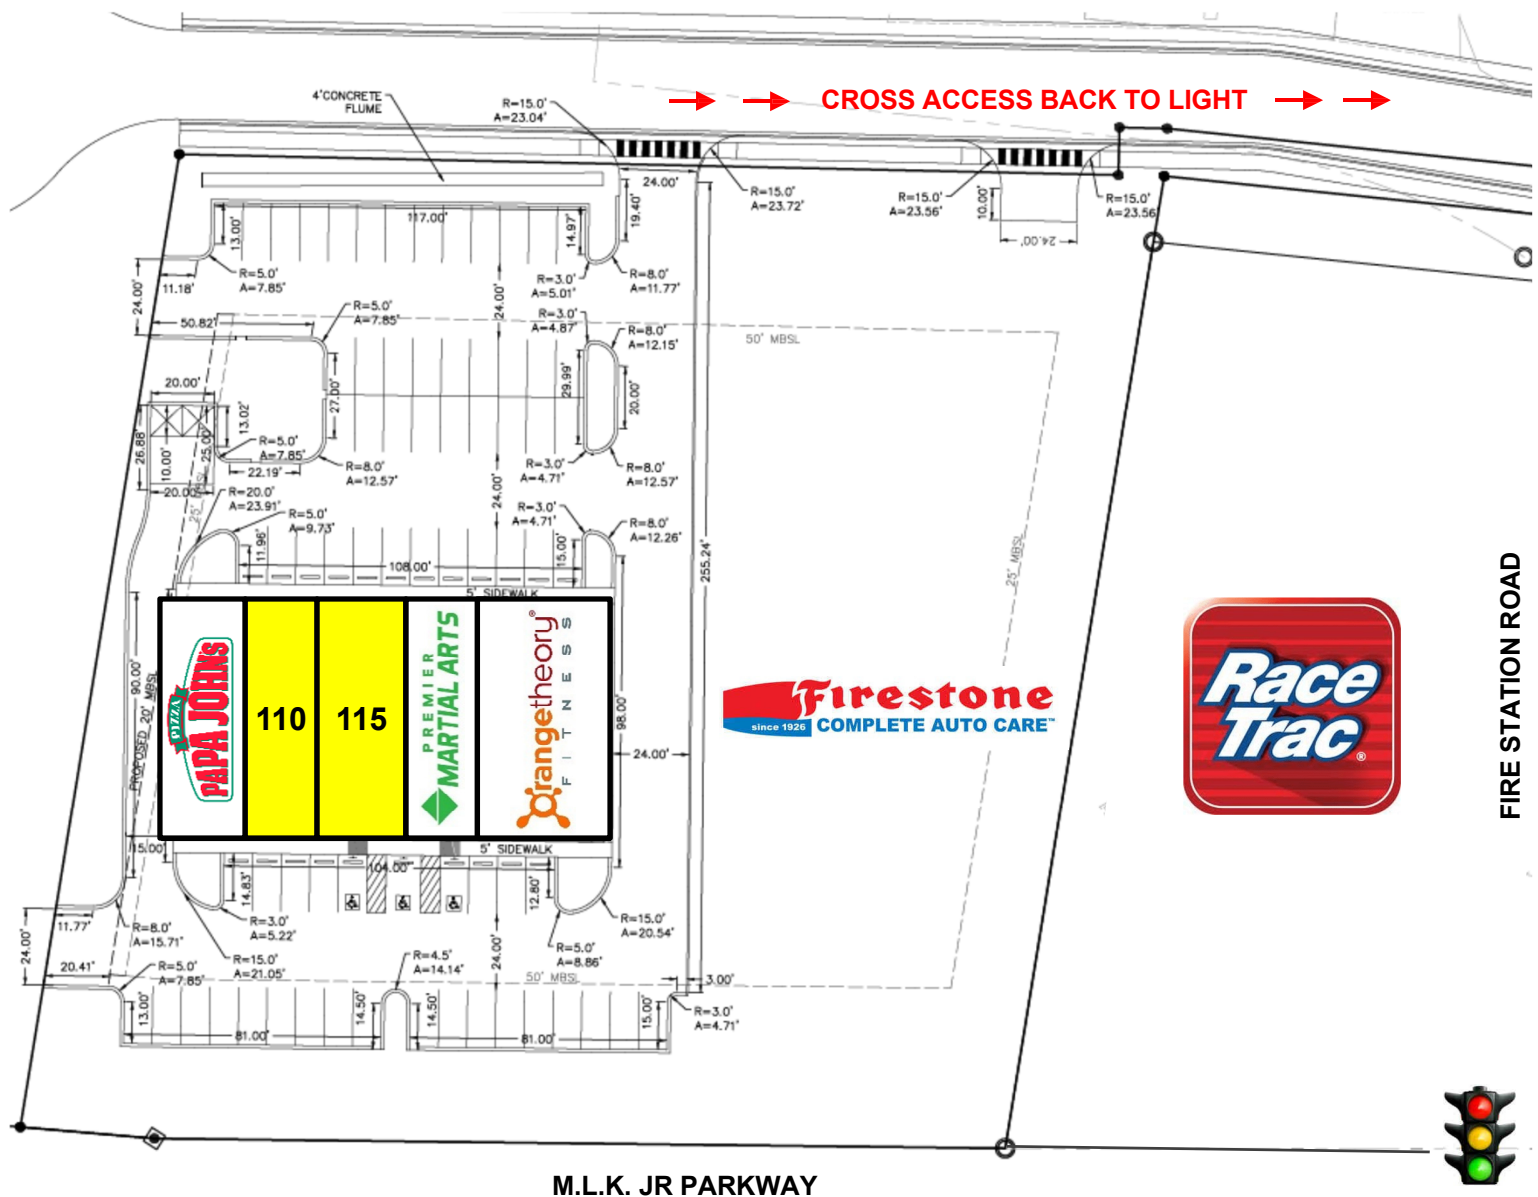 CROSS ACCESS BACK TO LIGHT
4'CONCRETE
FLUME
R=15.0'
A=23.04'
24.00'
R=15.0'
A=23.72'
R=15.0'
A=23.56'
10.00'
R=15.0'
A=23.56'
24.00'
19.40'
117.00'
13.00'
14.97'
R=5.0'
A=7.85'
11.18'
24.00'
R=3.0'
A=5.01'
R=8.0'
A=11.77'
24.00'
50.82'
R=5.0'
A=7.85'
R=3.0'
A=4.87'
R=8.0'
A=12.15'
50' MBSL
20.00'
27.00'
29.99'
20.00'
13.02'
26.88'
10.00'
25.00'
R=5.0'
A=7.85'
22.19'
R=8.0'
A=12.57'
R=3.0'
A=4.71'
R=8.0'
A=12.57'
20.00'
25' MBSL
R=20.0'
A=23.91'
R=5.0'
A=9.73'
24.00'
R=3.0'
A=4.71'
R=8.0'
A=12.26'
11.96'
15.00'
108.00'
255.24'
25' MBSL
5' SIDEWALK
90.00'
PROPOSED 20' MBSL
PIZZA
PAPA JOHNS
110
115
PREMIER
MARTIAL ARTS
Orangetheory®
FITNESS
98.00'
24.00'
Firestone
since 1926 COMPLETE AUTO CARE™
Race
Trac®
FIRE STATION ROAD
15.00'
5' SIDEWALK
104.00'
14.83'
12.80'
11.77'
R=8.0'
A=15.71'
R=3.0'
A=5.22'
R=15.0'
A=20.54'
24.00'
20.41'
R=5.0'
A=7.85'
R=15.0'
A=21.05'
R=4.5'
A=14.14'
24.00'
R=5.0'
A=8.86'
50' MBSL
3.00'
13.00'
14.50'
14.50'
15.00'
R=3.0'
A=4.71'
81.00'
81.00'
M.L.K. JR PARKWAY